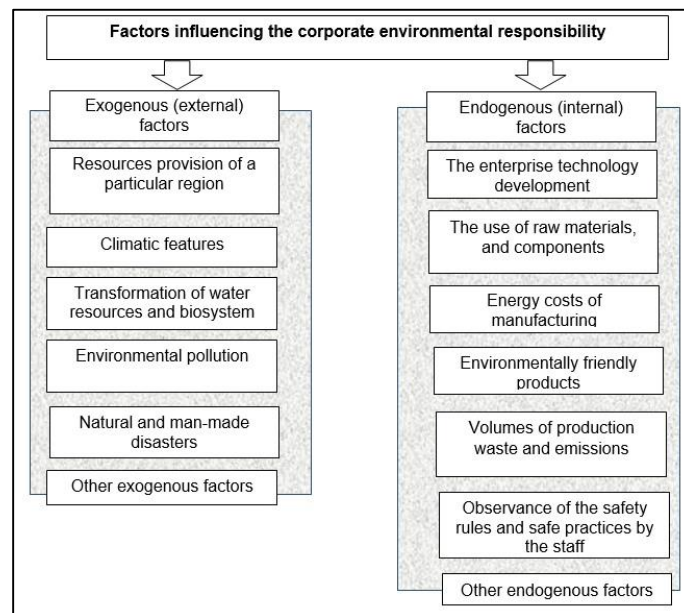 Factors influencing the corporate environmental responsibility
Exogenous (external)
factors
Resources provision of a
particular region
Climatic features
Transformation of water
resources and biosystem
Environmental pollution
Natural and man-made
disasters
Other exogenous factors
Endogenous (internal)
factors
The enterprise technology
development
The use of raw materials,
and components
Energy costs of
manufacturing
Environmentally friendly
products
Volumes of production
waste and emissions
Observance of the safety
rules and safe practices by
the staff
Other endogenous factors